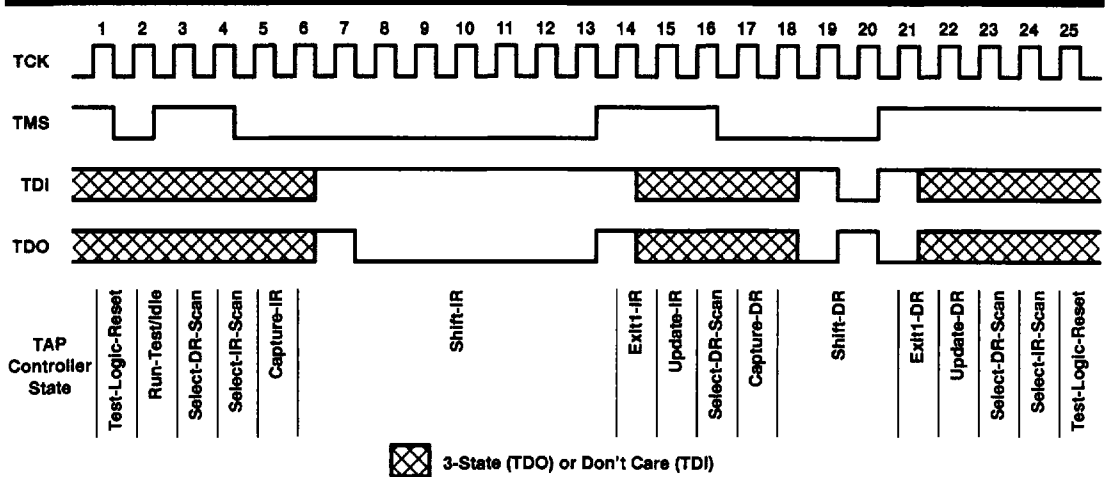 1 2 3 4 5 6 7 8 9 10 11 12 13 14 15 16 17 18 19 20 21 22 23 24 25
TCK
TMS
TDI
TDO
TAP
Controller
State
Test-Logic-Reset
Run-Test/Idle
Select-DR-Scan
Select-IR-Scan
Capture-IR
Shift-IR
Exit1-IR
Update-IR
Select-DR-Scan
Capture-DR
Shift-DR
Exit1-DR
Update-DR
Select-DR-Scan
Select-IR-Scan
Test-Logic-Reset
3-State (TDO) or Don't Care (TDI)